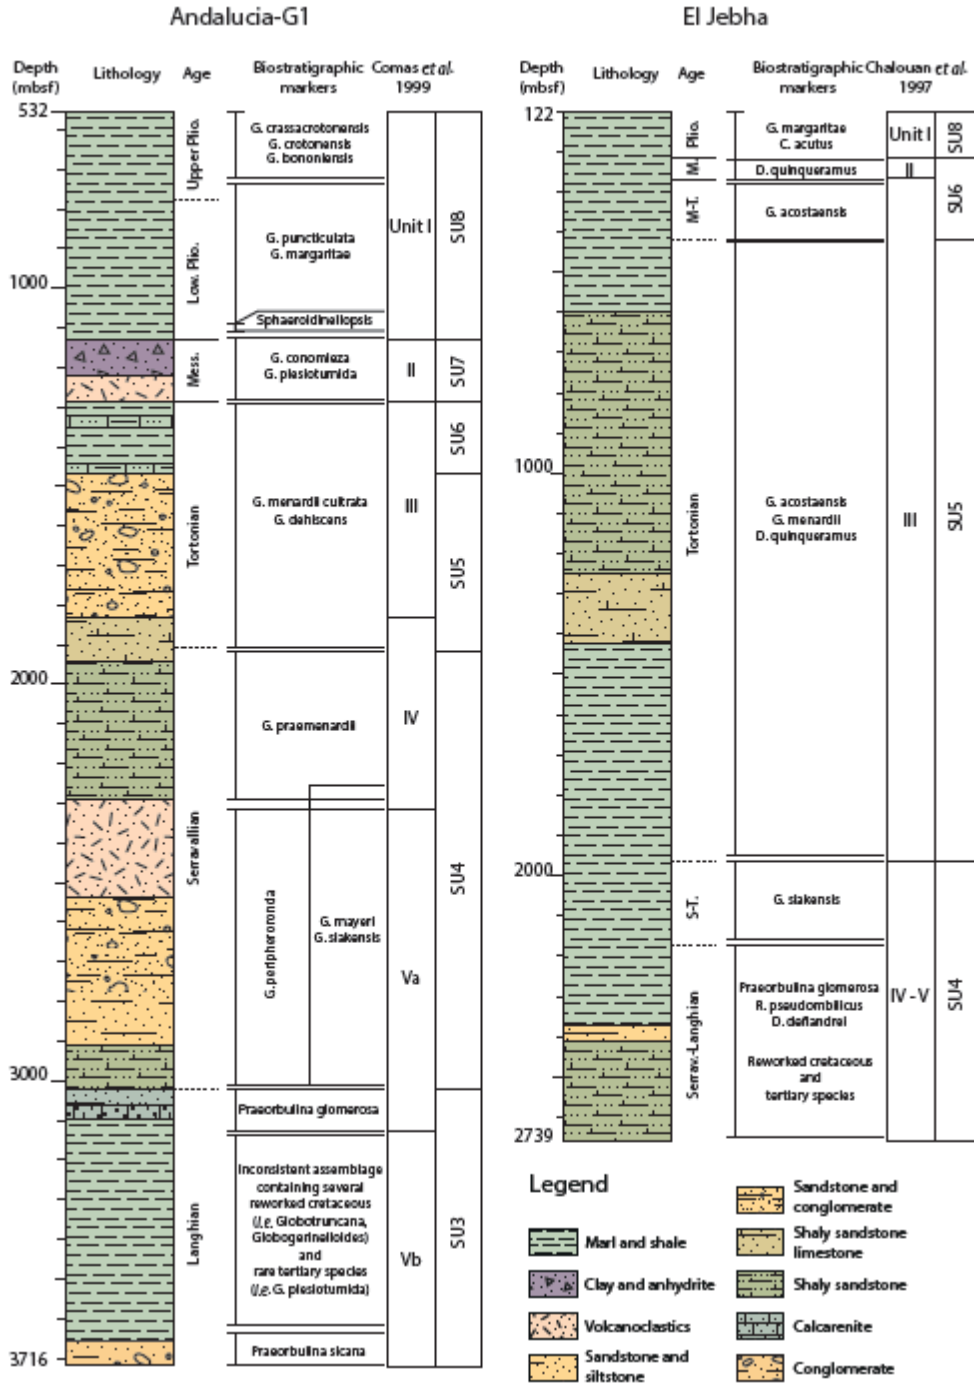 Andalucia-G1
Depth
(mbsf)
Lithology
Age
Biostratigraphic
markers
Comas et al.
1999
532
1000
2000
3000
3716
Upper Plio.
Low. Plio.
Mess.
Tortonian
Serravallian
Langhian
G. crassacrotonensis
G. crotonensis
G. bononiensis
G. puncticulata
G. margaritae
Sphaeroidinellopsis
G. conomieza
G. plesiotumida
G. menardii cultrata
G. dehiscens
G. praemenardii
G. peripheroronda
G. mayeri
G. siakensis
Praeorbulina glomerosa
Inconsistent assemblage
containing several
reworked cretaceous
(i.e. Globotruncana,
Globogerinelloides)
and
rare tertiary species
(i.e. G. plesiotumida)
Praeorbulina sicana
Unit I
II
III
IV
Va
Vb
SU8
SU7
SU6
SU5
SU4
SU3
El Jebha
Depth
(mbsf)
Lithology
Age
Biostratigraphic
markers
Chalouan et al.
1997
122
1000
2000
2739
Plio.
M.
M-T.
Tortonian
S-T.
Serrav.-Langhian
G. margaritae
C. acutus
D. quinqueramus
G. acostaensis
G. acostaensis
G. menardii
D. quinqueramus
G. siakensis
Praeorbulina glomerosa
R. pseudombilicus
D. deflandrei
Reworked cretaceous
and
tertiary species
Unit I
II
III
IV - V
SU8
SU6
SU5
SU4
Legend
Marl and shale
Clay and anhydrite
Volcanoclastics
Sandstone and
siltstone
Sandstone and
conglomerate
Shaly sandstone
limestone
Shaly sandstone
Calcarenite
Conglomerate